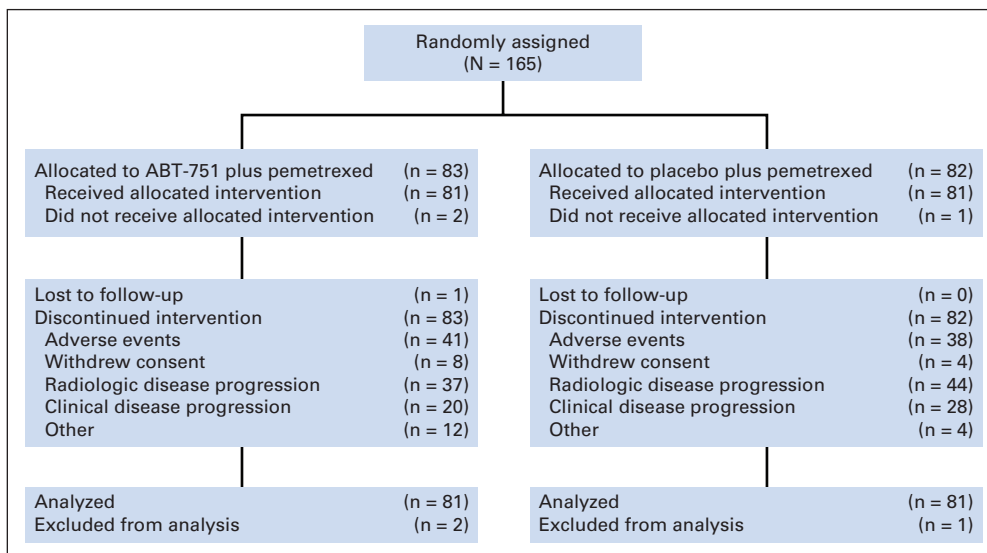 Randomly assigned
(N = 165)
Allocated to ABT-751 plus pemetrexed (n = 83)
Received allocated intervention (n = 81)
Did not receive allocated intervention (n = 2)
Allocated to placebo plus pemetrexed (n = 82)
Received allocated intervention (n = 81)
Did not receive allocated intervention (n = 1)
Lost to follow-up (n = 1)
Discontinued intervention (n = 83)
Adverse events (n = 41)
Withdrew consent (n = 8)
Radiologic disease progression (n = 37)
Clinical disease progression (n = 20)
Other (n = 12)
Lost to follow-up (n = 0)
Discontinued intervention (n = 82)
Adverse events (n = 38)
Withdrew consent (n = 4)
Radiologic disease progression (n = 44)
Clinical disease progression (n = 28)
Other (n = 4)
Analyzed (n = 81)
Excluded from analysis (n = 2)
Analyzed (n = 81)
Excluded from analysis (n = 1)